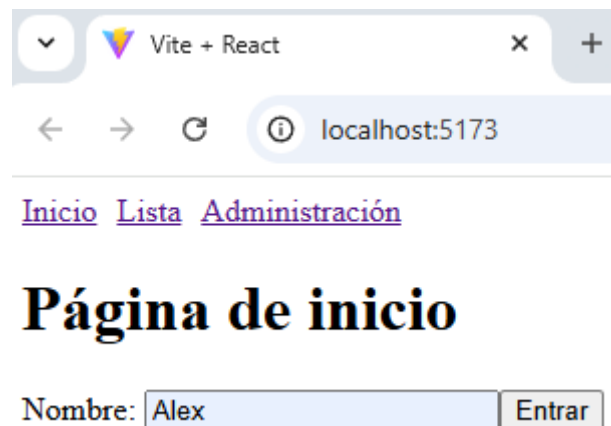 Vite + React
localhost:5173
Inicio Lista Administración
Página de inicio
Nombre: Alex Entrar